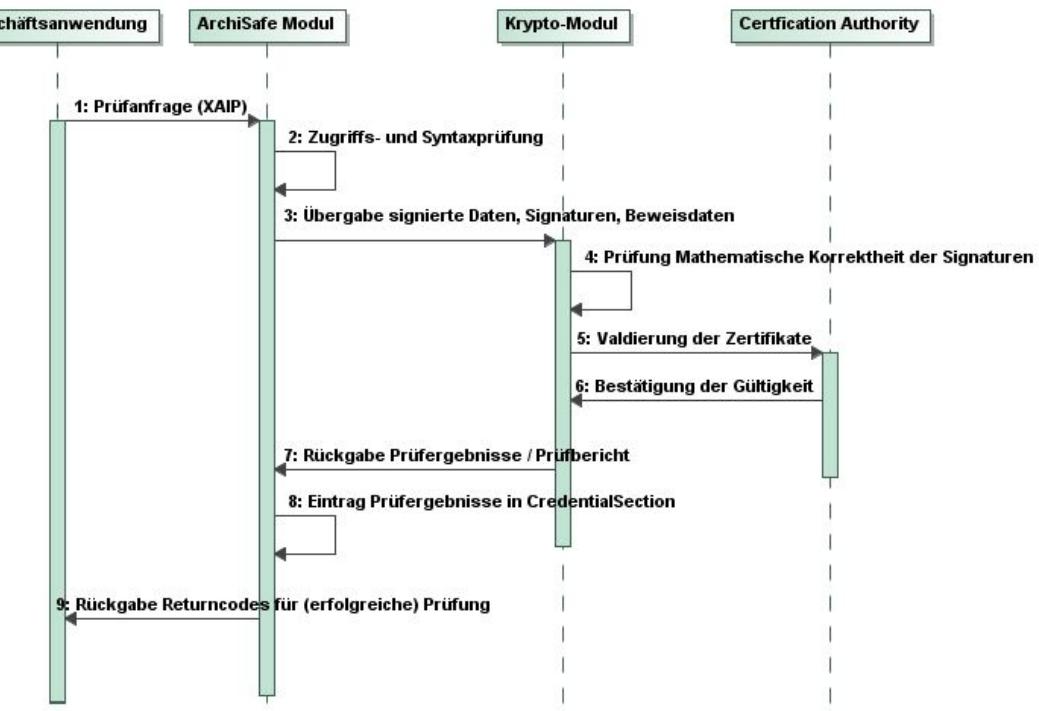 chäftsanwendung
ArchiSafe Modul
Krypto-Modul
Certfication Authority
1: Prüfanfrage (XAIP)
2: Zugriffs- und Syntaxprüfung
3: Übergabe signierte Daten, Signaturen, Beweisdaten
4: Prüfung Mathematische Korrektheit der Signaturen
5: Valdierung der Zertifikate
6: Bestätigung der Gültigkeit
7: Rückgabe Prüfergebnisse / Prüfbericht
8: Eintrag Prüfergebnisse in CredentialSection
9: Rückgabe Returncodes für (erfolgreiche) Prüfung